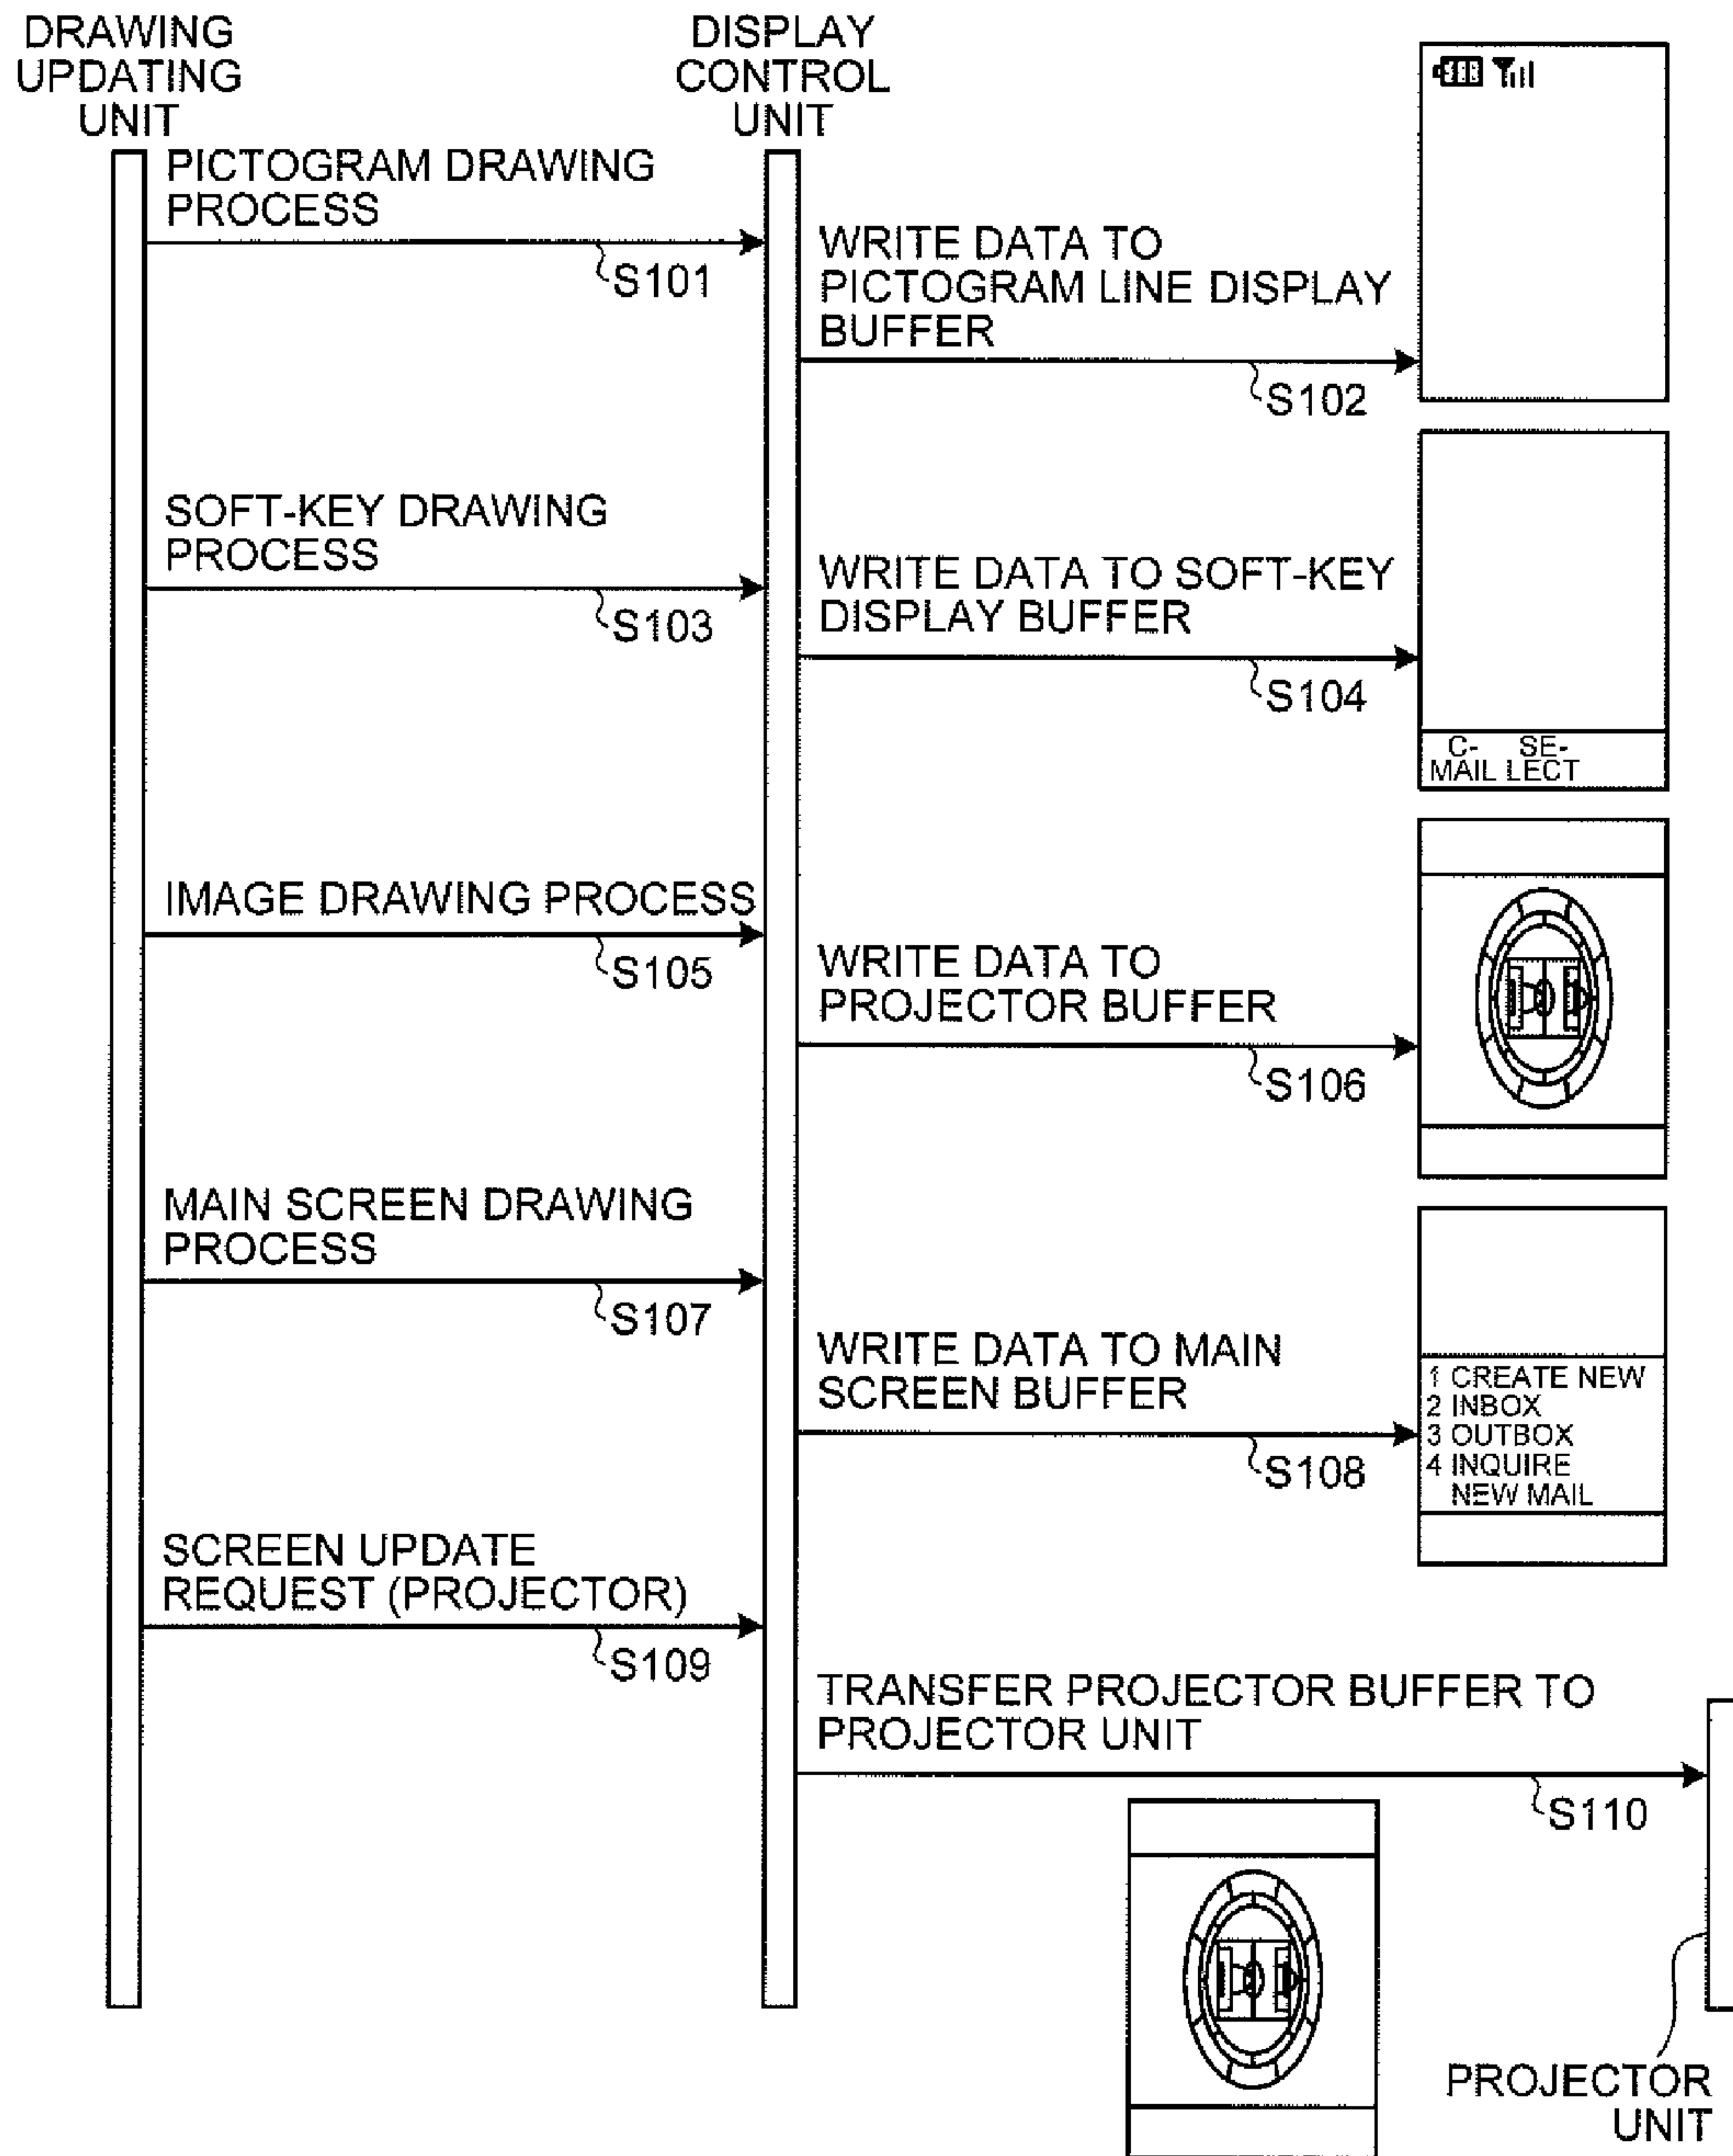 DRAWING
UPDATING
UNIT
DISPLAY
CONTROL
UNIT
PICTOGRAM DRAWING
PROCESS
S101
WRITE DATA TO
PICTOGRAM LINE DISPLAY
BUFFER
S102
SOFT-KEY DRAWING
PROCESS
S103
WRITE DATA TO SOFT-KEY
DISPLAY BUFFER
S104
C- SE-
MAIL LECT
IMAGE DRAWING PROCESS
S105
WRITE DATA TO
PROJECTOR BUFFER
S106
MAIN SCREEN DRAWING
PROCESS
S107
WRITE DATA TO MAIN
SCREEN BUFFER
S108
1 CREATE NEW
2 INBOX
3 OUTBOX
4 INQUIRE
NEW MAIL
SCREEN UPDATE
REQUEST (PROJECTOR)
S109
TRANSFER PROJECTOR BUFFER TO
PROJECTOR UNIT
S110
PROJECTOR
UNIT